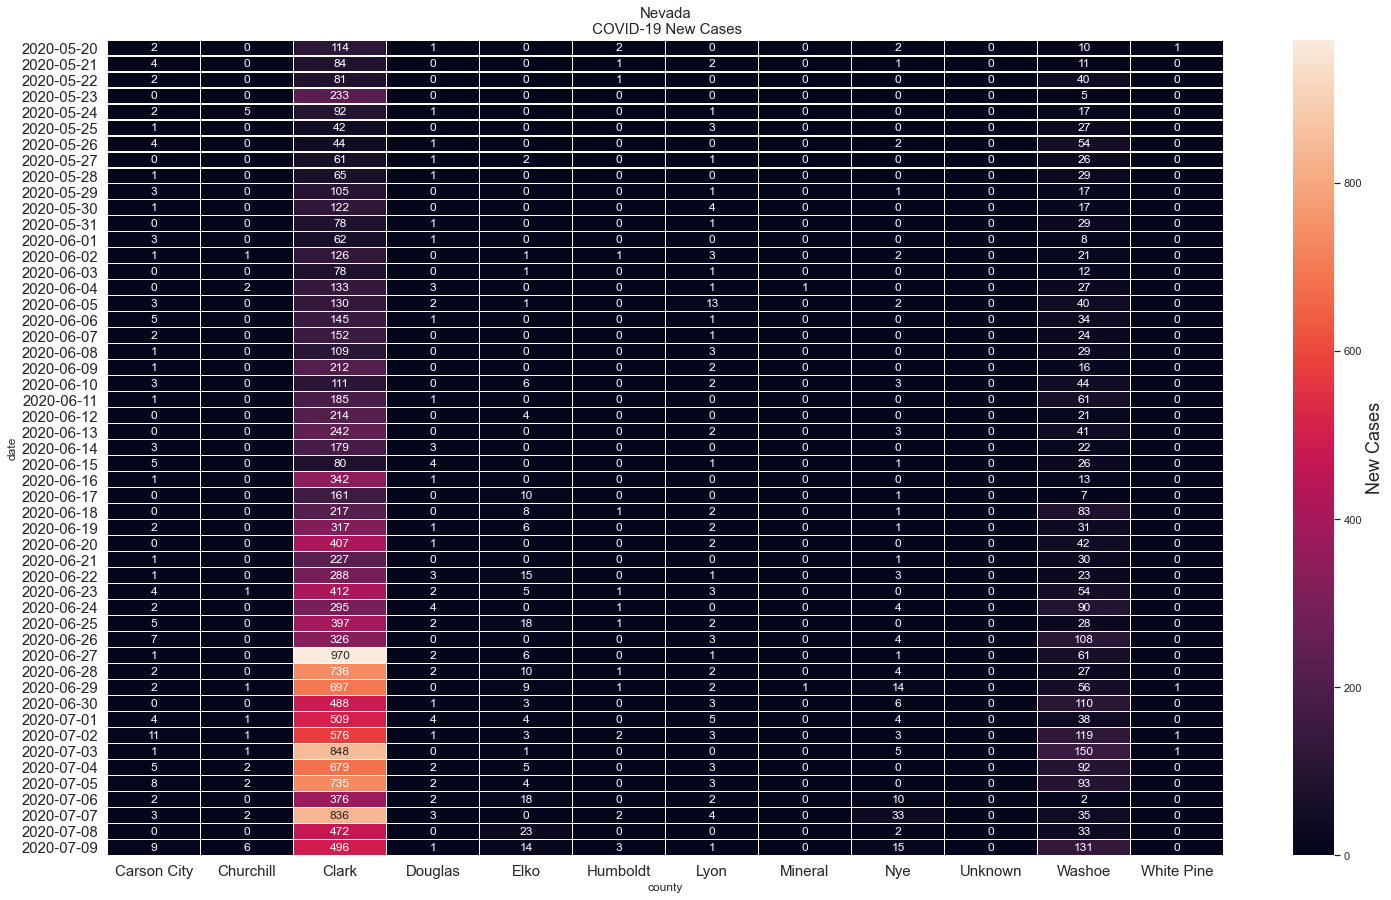 Nevada
COVID-19 New Cases
2020-05-20 2 0 114 1 0 2 0 0 2 0 10 1
2020-05-21 4 0 84 0 0 1 2 0 1 0 11 0
2020-05-22 2 0 81 0 0 1 0 0 0 0 40 0
2020-05-23 0 0 233 0 0 0 0 0 0 0 5 0
2020-05-24 2 5 92 1 0 0 1 0 0 0 17 0
2020-05-25 1 0 42 0 0 0 3 0 0 0 27 0
2020-05-26 4 0 44 1 0 0 0 0 2 0 54 0
2020-05-27 0 0 61 1 2 0 1 0 0 0 26 0
2020-05-28 1 0 65 1 0 0 0 0 0 0 29 0
2020-05-29 3 0 105 0 0 0 1 0 1 0 17 0
2020-05-30 1 0 122 0 0 0 4 0 0 0 17 0
2020-05-31 0 0 78 1 0 0 1 0 0 0 29 0
2020-06-01 3 0 62 1 0 0 0 0 0 0 8 0
2020-06-02 1 1 126 0 1 1 3 0 2 0 21 0
2020-06-03 0 0 78 0 1 0 1 0 0 0 12 0
2020-06-04 0 2 133 3 0 0 1 1 0 0 27 0
2020-06-05 3 0 130 2 1 0 13 0 2 0 40 0
2020-06-06 5 0 145 1 0 0 1 0 0 0 34 0
2020-06-07 2 0 152 0 0 0 1 0 0 0 24 0
2020-06-08 1 0 109 0 0 0 3 0 0 0 29 0
2020-06-09 1 0 212 0 0 0 2 0 0 0 16 0
2020-06-10 3 0 111 0 6 0 2 0 3 0 44 0
2020-06-11 1 0 185 1 0 0 0 0 0 0 61 0
2020-06-12 0 0 214 0 4 0 0 0 0 0 21 0
2020-06-13 0 0 242 0 0 0 2 0 3 0 41 0
2020-06-14 3 0 179 3 0 0 0 0 0 0 22 0
2020-06-15 5 0 80 4 0 0 1 0 1 0 26 0
2020-06-16 1 0 342 1 0 0 0 0 0 0 13 0
2020-06-17 0 0 161 0 10 0 0 0 1 0 7 0
2020-06-18 0 0 217 0 8 1 2 0 1 0 83 0
2020-06-19 2 0 317 1 6 0 2 0 1 0 31 0
2020-06-20 0 0 407 1 0 0 2 0 0 0 42 0
2020-06-21 1 0 227 0 0 0 0 0 1 0 30 0
2020-06-22 1 0 288 3 15 0 1 0 3 0 23 0
2020-06-23 4 1 412 2 5 1 3 0 0 0 54 0
2020-06-24 2 0 295 4 0 1 0 0 4 0 90 0
2020-06-25 5 0 397 2 18 1 2 0 0 0 28 0
2020-06-26 7 0 326 0 0 0 3 0 4 0 108 0
2020-06-27 1 0 970 2 6 0 1 0 1 0 61 0
2020-06-28 2 0 736 2 10 1 2 0 4 0 27 0
2020-06-29 2 1 697 0 9 1 2 1 14 0 56 1
2020-06-30 0 0 488 1 3 0 3 0 6 0 110 0
2020-07-01 4 1 509 4 4 0 5 0 4 0 38 0
2020-07-02 11 1 576 1 3 2 3 0 3 0 119 1
2020-07-03 1 1 848 0 1 0 3 0 5 0 150 1
2020-07-04 5 2 679 2 5 0 3 0 0 0 92 0
2020-07-05 8 2 735 2 4 0 3 0 0 0 93 0
2020-07-06 2 0 376 2 18 0 2 0 10 0 2 0
2020-07-07 3 2 836 3 0 2 4 0 33 0 35 0
2020-07-08 0 0 472 0 23 0 0 0 2 0 33 0
2020-07-09 9 6 496 1 14 3 1 0 15 0 131 0
Carson City Churchill Clark Douglas Elko Humboldt Lyon Mineral Nye Unknown Washoe White Pine
county
date
800
600
400
200
0
New Cases